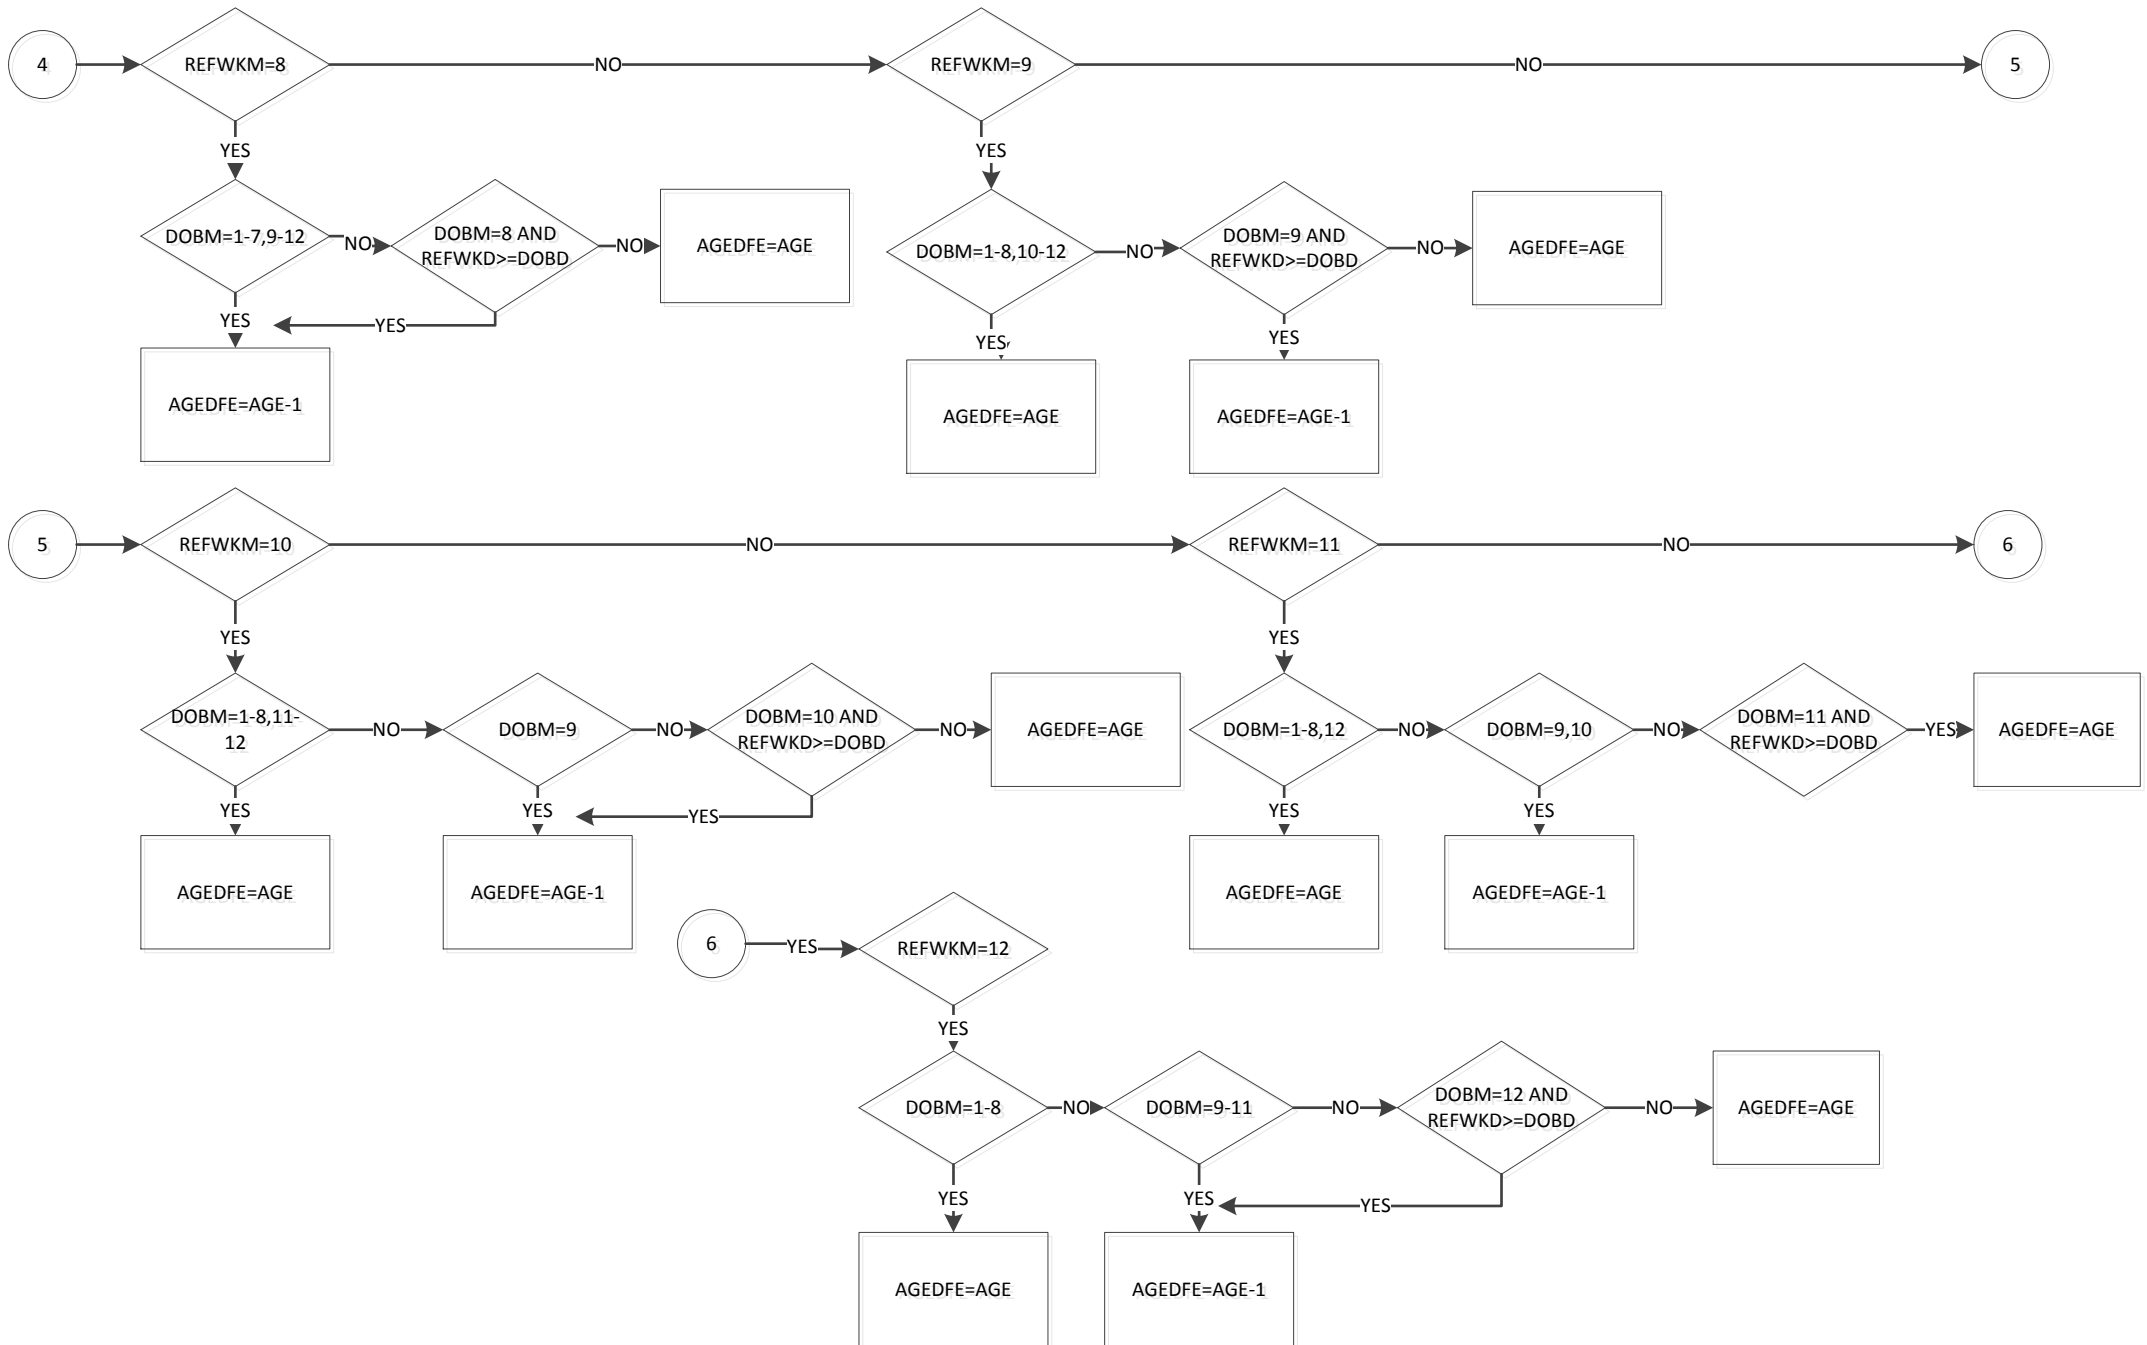 4
REFWKM=8
NO
REFWKM=9
NO
5
YES
YES
DOBM=1-7,9-12
NO
DOBM=8 AND
REFWKD>=DOBD
NO
AGEDFE=AGE
DOBM=1-8,10-12
NO
DOBM=9 AND
REFWKD>=DOBD
NO
AGEDFE=AGE
YES
YES
YES
YES
AGEDFE=AGE-1
AGEDFE=AGE
AGEDFE=AGE-1
5
REFWKM=10
NO
REFWKM=11
NO
6
YES
YES
DOBM=1-8,11-
12
NO
DOBM=9
NO
DOBM=10 AND
REFWKD>=DOBD
NO
AGEDFE=AGE
DOBM=1-8,12
NO
DOBM=9,10
NO
DOBM=11 AND
REFWKD>=DOBD
YES
AGEDFE=AGE
YES
YES
YES
YES
YES
AGEDFE=AGE
AGEDFE=AGE-1
AGEDFE=AGE
AGEDFE=AGE-1
6
YES
REFWKM=12
YES
DOBM=1-8
NO
DOBM=9-11
NO
DOBM=12 AND
REFWKD>=DOBD
NO
AGEDFE=AGE
YES
YES
YES
AGEDFE=AGE
AGEDFE=AGE-1